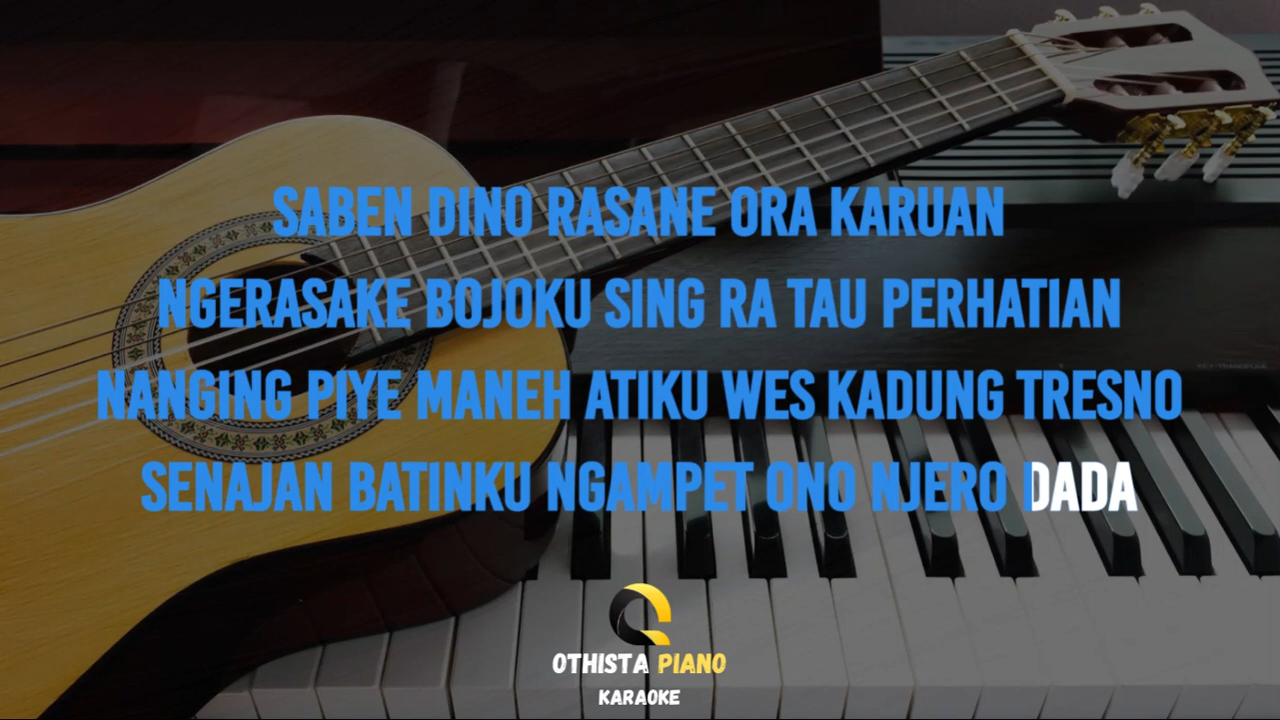 SABEN DINO RASANE ORA KARUAN
NGERASAKE BOJOKU SING RA TAU PERHATIAN
NANGING PIYE MANEH ATIKU WES KADUNG TRESNO
SENAJAN BATINKU NGAMPET ONO NJERO DADA
OTHISTA PIANO
KARAOKE